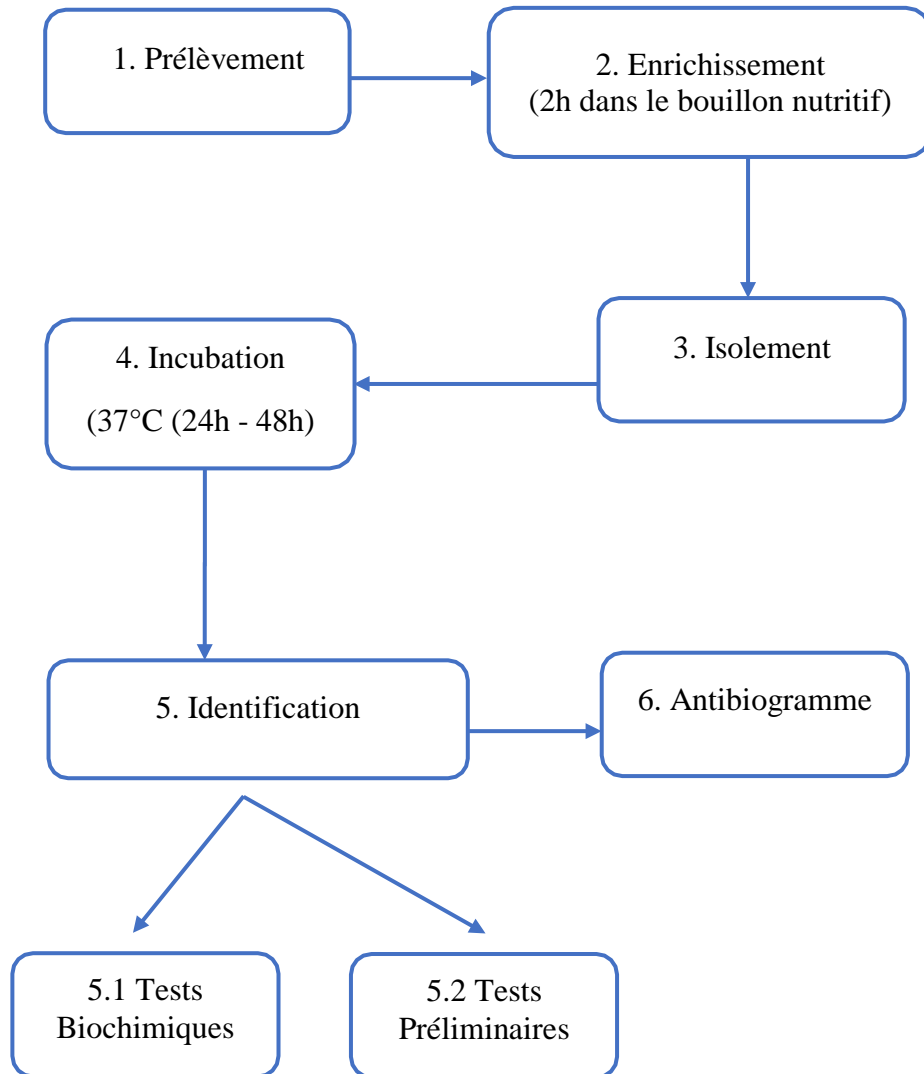 1. Prélèvement
2. Enrichissement
(2h dans le bouillon nutritif)
3. Isolement
4. Incubation
(37°C (24h - 48h)
5. Identification
6. Antibiogramme
5.1 Tests
Biochimiques
5.2 Tests
Préliminaires